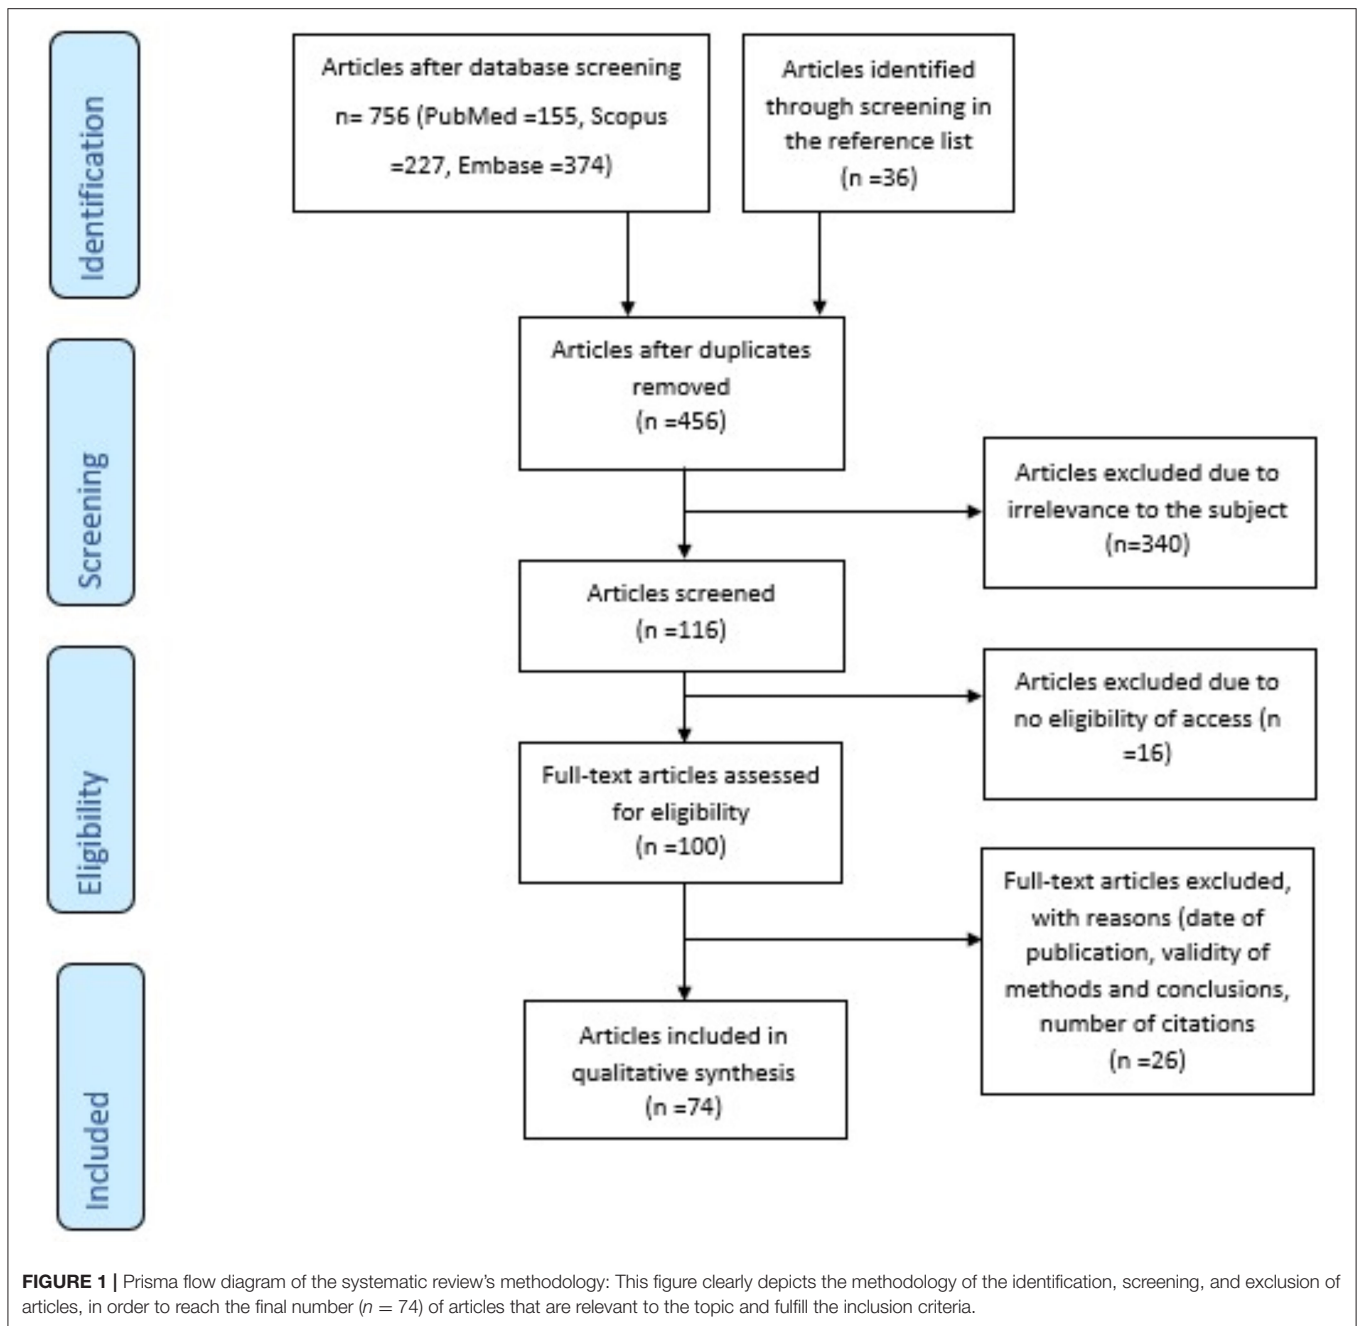 Identification
Articles after database screening
n= 756 (PubMed =155, Scopus
=227, Embase =374)
Articles identified
through screening in
the reference list
(n =36)
Screening
Articles after duplicates
removed
(n =456)
Articles excluded due to
irrelevance to the subject
(n=340)
Articles screened
(n =116)
Eligibility
Articles excluded due to
no eligibility of access (n
=16)
Full-text articles assessed
for eligibility
(n =100)
Full-text articles excluded,
with reasons (date of
publication, validity of
methods and conclusions,
number of citations
(n =26)
Included
Articles included in
qualitative synthesis
(n =74)
FIGURE 1 | Prisma flow diagram of the systematic review's methodology: This figure clearly depicts the methodology of the identification, screening, and exclusion of
articles, in order to reach the final number (n = 74) of articles that are relevant to the topic and fulfill the inclusion criteria.